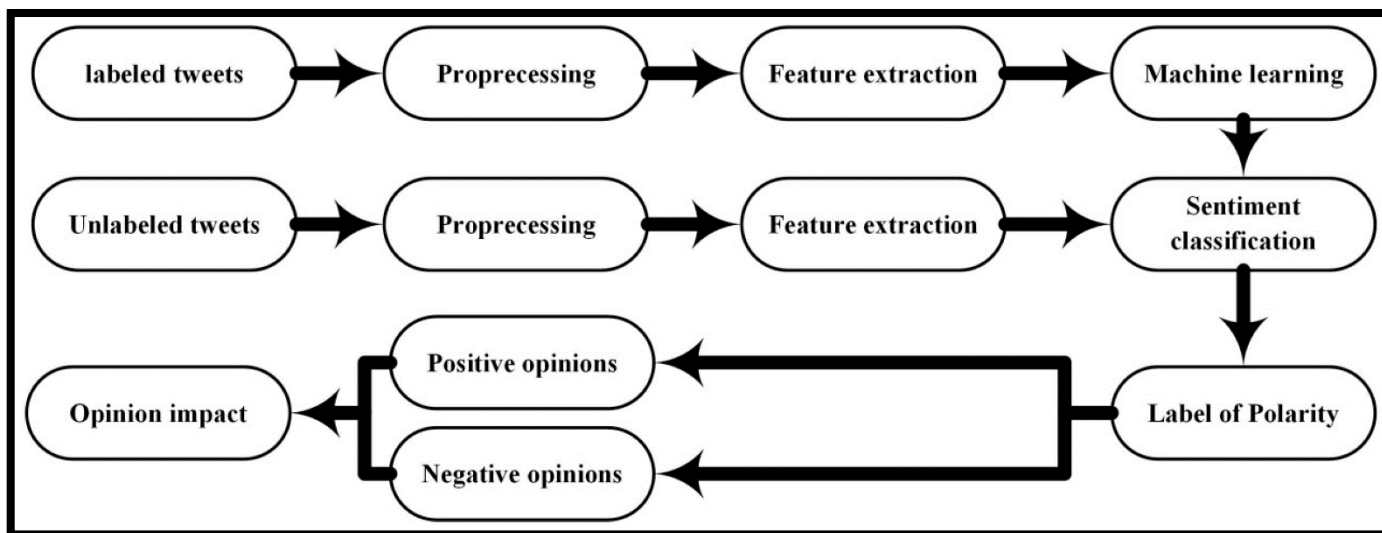 labeled tweets
Proprecessing
Feature extraction
Machine learning
Unlabeled tweets
Proprecessing
Feature extraction
Sentiment
classification
Positive opinions
Opinion impact
Label of Polarity
Negative opinions